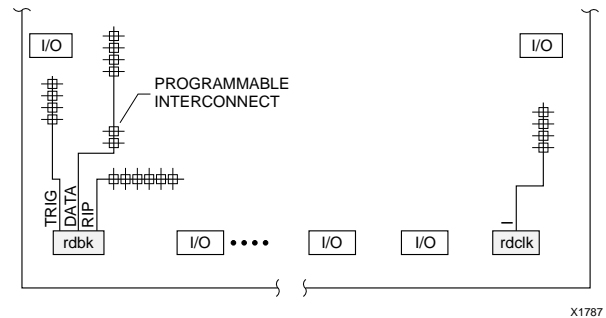 I/O
I/O
PROGRAMMABLE
INTERCONNECT
TRIG
DATA
RIP
I
rdbk
I/O
I/O
I/O
rdclk
X1787